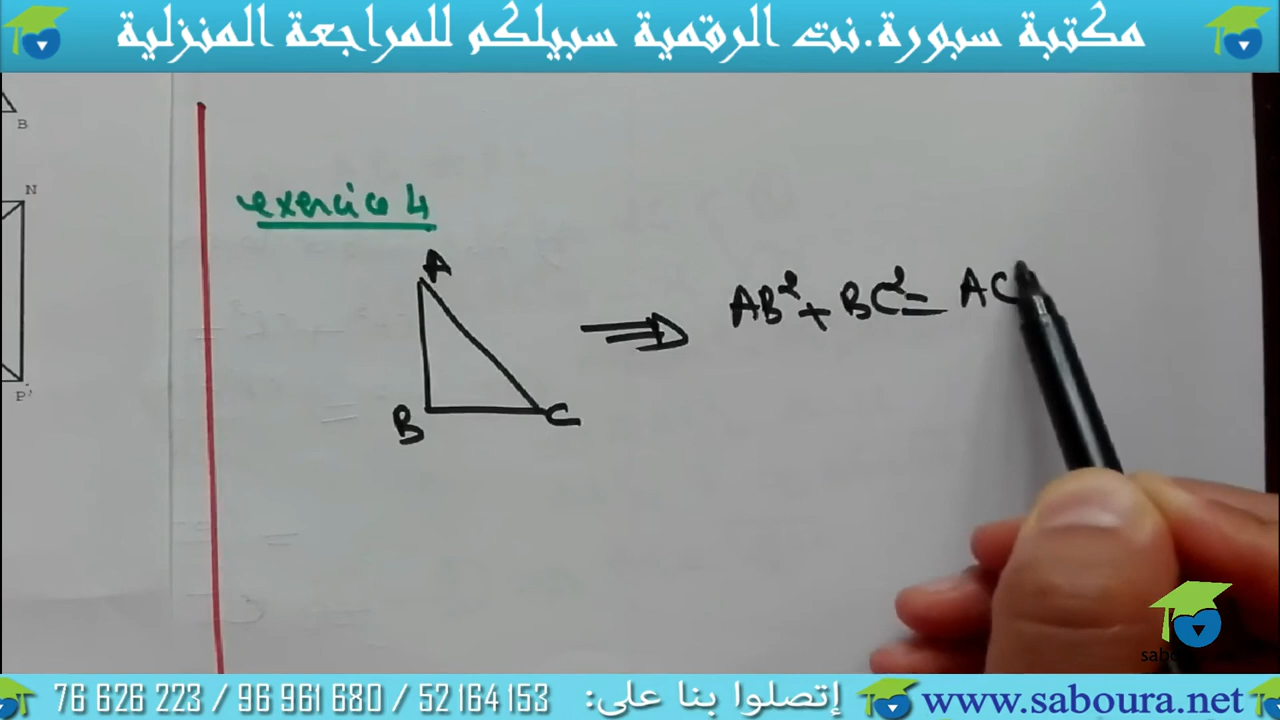 مكتبة سبورة.نت الرقمية سبيلكم للمراجعة المنزلية
B
N
P
exercice 4
A
B
C
AB²+BC²=AC
إتصلوا بنا على: 76 626 223 / 96 961 680 / 52 164 153
www.saboura.net